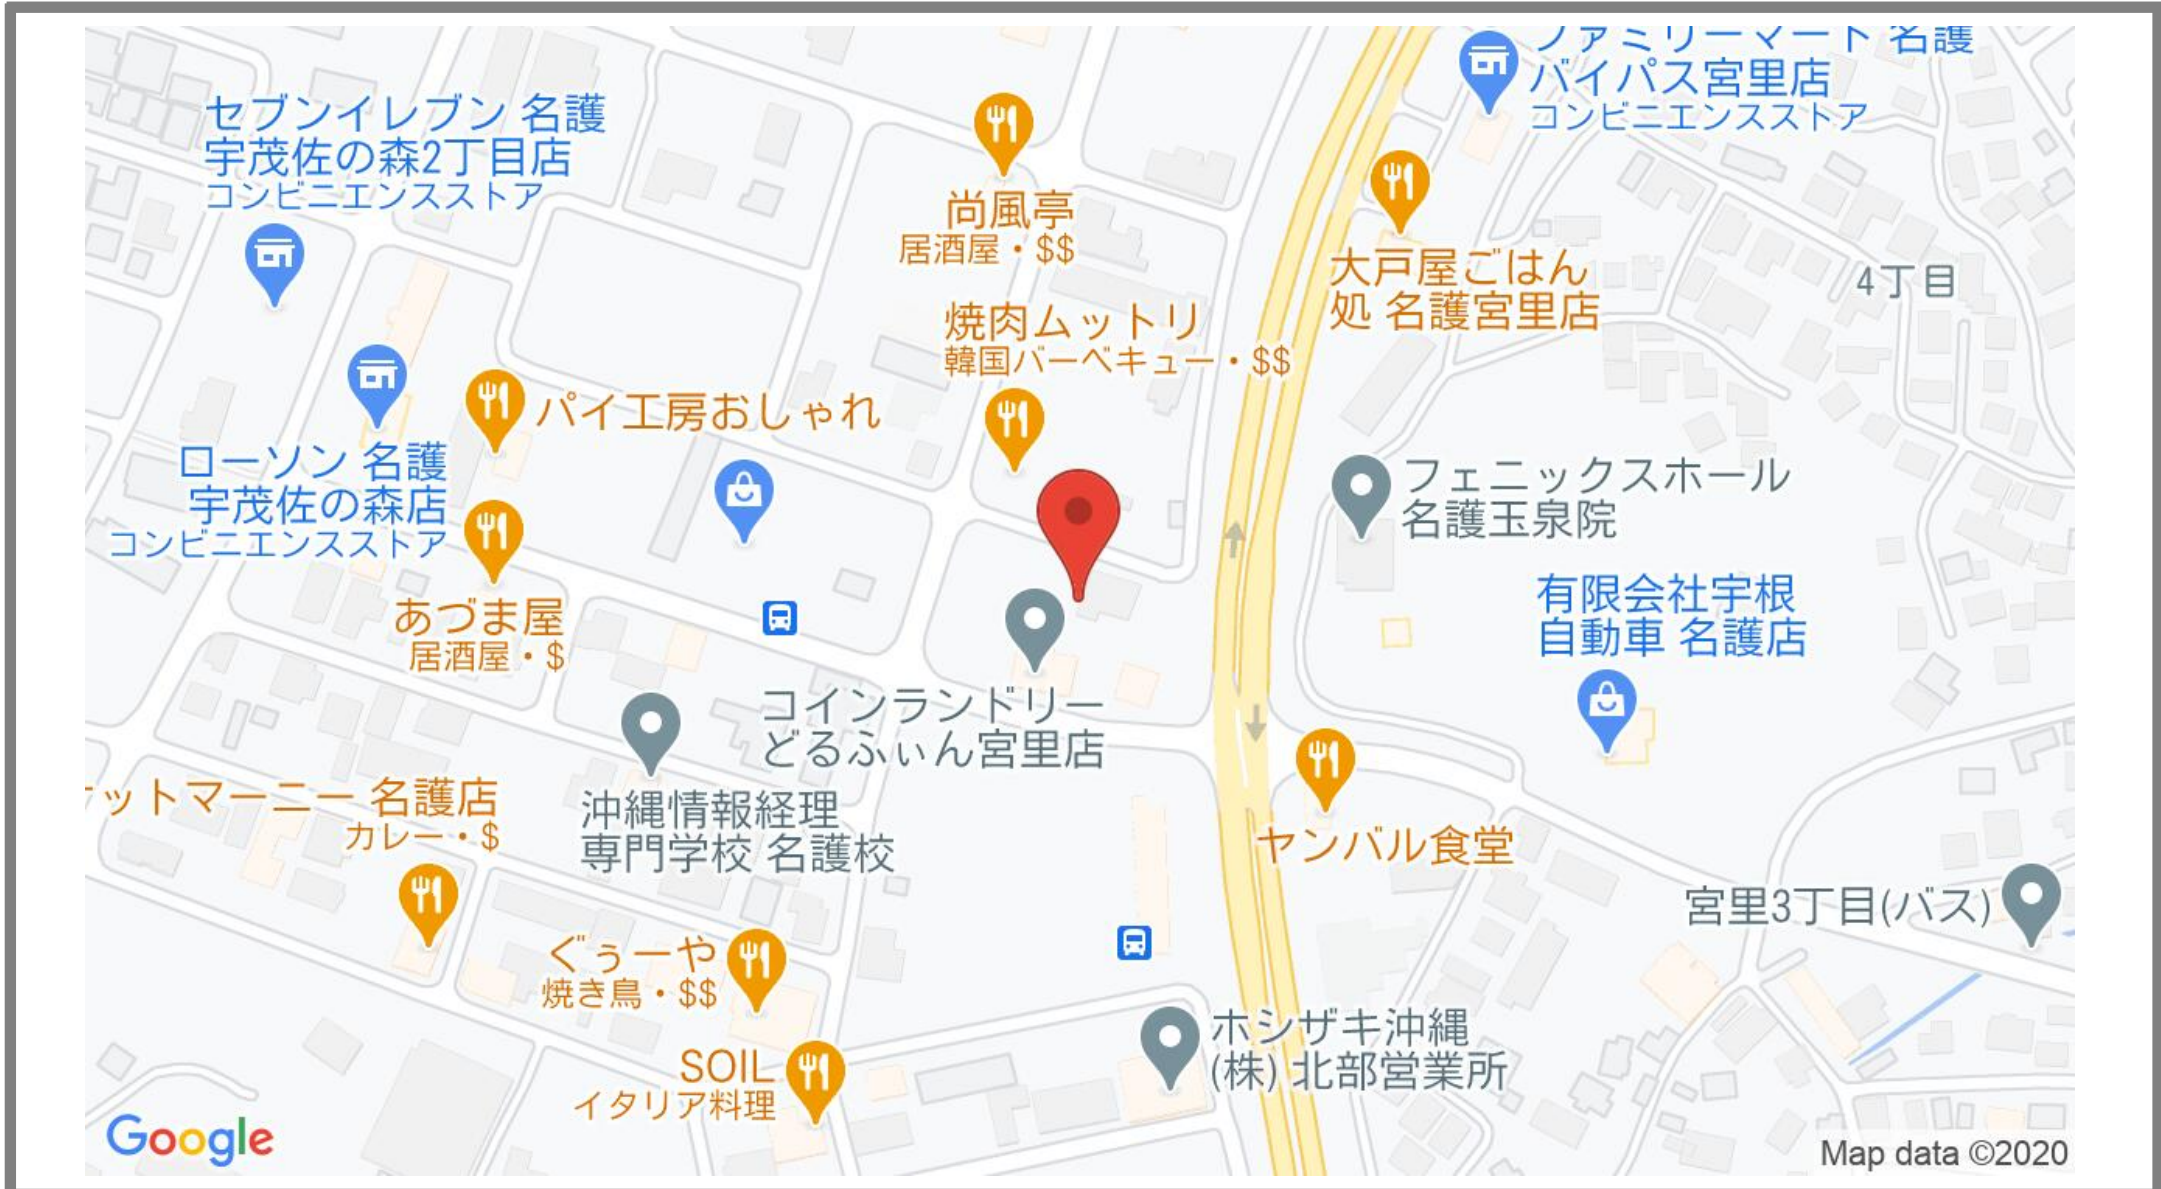 ファミリーマート 名護
バイパス宮里店
コンビニエンスストア
セブンイレブン 名護
宇茂佐の森2丁目店
コンビニエンスストア
尚風亭
居酒屋・$$
大戸屋ごはん
処 名護宮里店
4丁目
焼肉ムットリ
韓国バーベキュー・$$
パイ工房おしゃれ
ローソン 名護
宇茂佐の森店
コンビニエンスストア
フェニックスホール
名護玉泉院
あづま屋
居酒屋・$
有限会社宇根
自動車 名護店
コインランドリー
どるふぃん宮里店
ットマーニー 名護店
カレー・$
沖縄情報経理
専門学校 名護校
ヤンバル食堂
宮里3丁目(バス)
ぐぅーや
焼き鳥・$$
SOIL
イタリア料理
ホシザキ沖縄
(株) 北部営業所
Google
Map data ©2020